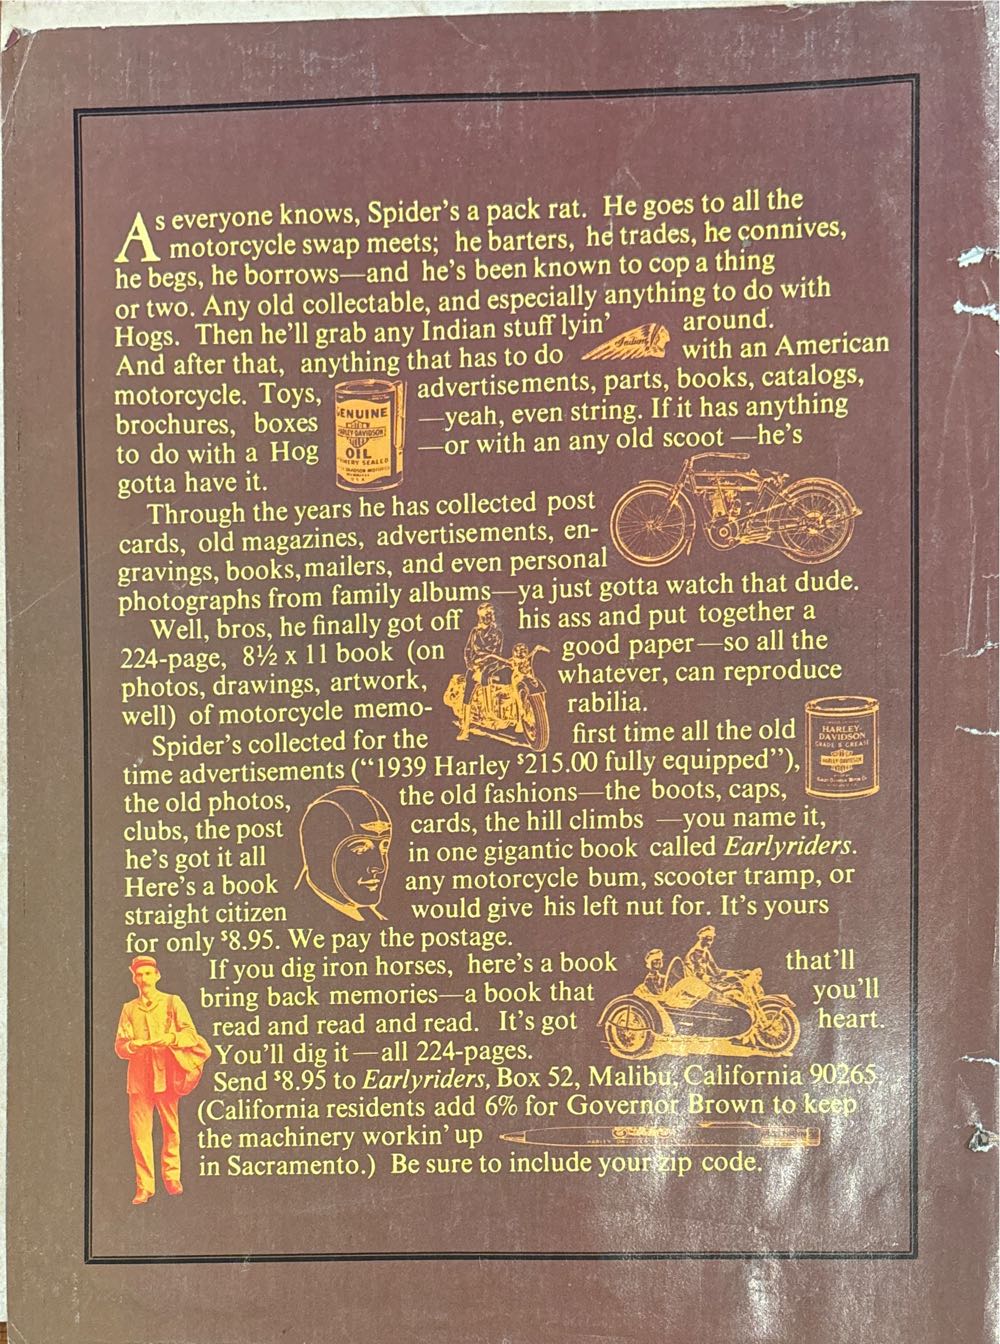 As everyone knows, Spider's a pack rat. He goes to all the
motorcycle swap meets; he barters, he trades, he connives,
he begs, he borrows—and he's been known to cop a thing
or two. Any old collectable, and especially anything to do with
Hogs. Then he'll grab any Indian stuff lyin' around.
Indian
And after that, anything that has to do with an American
motorcycle. Toys, advertisements, parts, books, catalogs,
brochures, boxes —yeah, even string. If it has anything
to do with a Hog —or with an any old scoot —he's
gotta have it.
GENUINE
HARLEY-DAVIDSON
OIL
Through the years he has collected post
cards, old magazines, advertisements, en-
gravings, books, mailers, and even personal
photographs from family albums—ya just gotta watch that dude.
Well, bros, he finally got off his ass and put together a
224-page, 8½ x 11 book (on good paper—so all the
photos, drawings, artwork, whatever, can reproduce
well) of motorcycle memo- rabilia.
Spider's collected for the first time all the old
time advertisements ("1939 Harley $215.00 fully equipped"),
HARLEY-
DAVIDSON
GRADE B GREASE
HARLEY-DAVIDSON
the old photos, the old fashions—the boots, caps,
clubs, the post cards, the hill climbs —you name it,
he's got it all in one gigantic book called Earlyriders.
Here's a book any motorcycle bum, scooter tramp, or
straight citizen would give his left nut for. It's yours
for only $8.95. We pay the postage.
If you dig iron horses, here's a book that'll
bring back memories—a book that you'll
read and read and read. It's got heart.
You'll dig it—all 224-pages.
Send $8.95 to Earlyriders, Box 52, Malibu, California 90265.
(California residents add 6% for Governor Brown to keep
the machinery workin' up
in Sacramento.) Be sure to include your zip code.